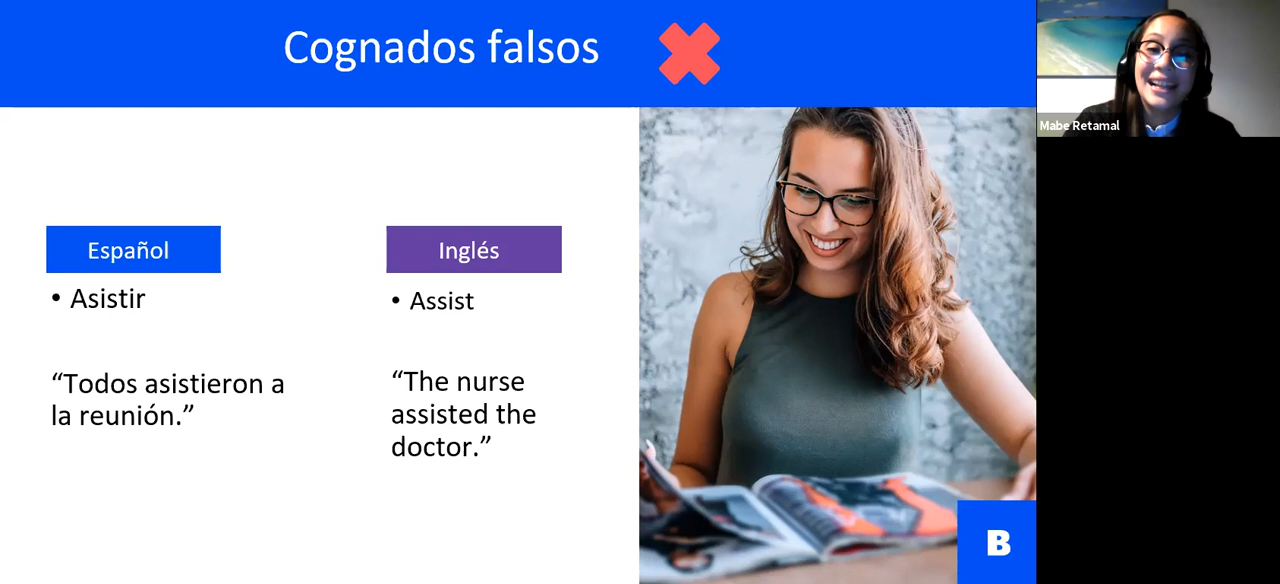 Cognados falsos
Mabe Retamal
Español
Inglés
• Asistir
• Assist
“Todos asistieron a
la reunión.”
“The nurse
assisted the
doctor.”
B